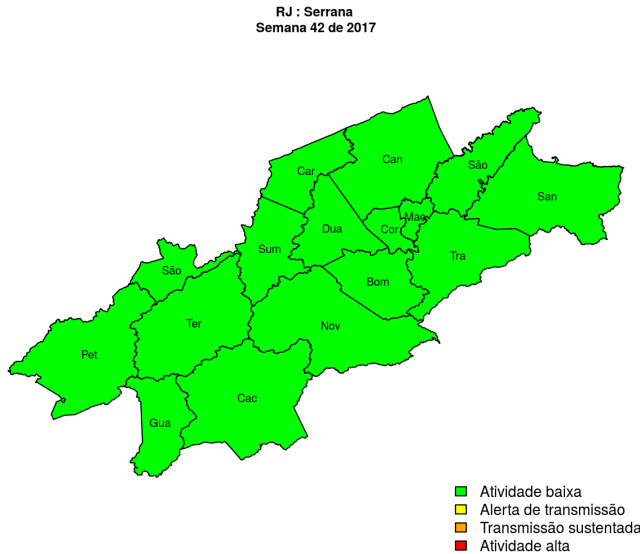 RJ : Serrana
Semana 42 de 2017
Can
São
Car
San
Mac
Dua
Cor
Sum
Tra
São
Bom
Ter
Nov
Pet
Cac
Gua
Atividade baixa
Alerta de transmissão
Transmissão sustentada
Atividade alta